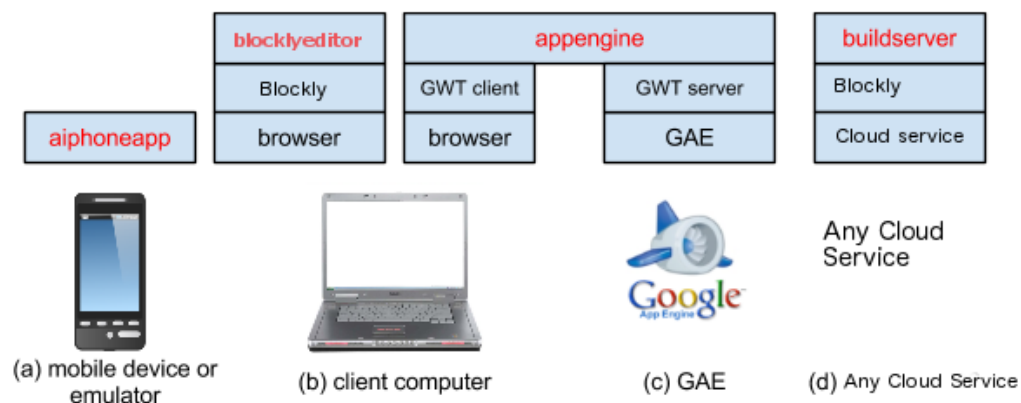 blocklyeditor
appengine
buildserver
Blockly
GWT client
GWT server
Blockly
aiphoneapp
browser
browser
GAE
Cloud service
Any Cloud
Service
Google
App Engine
(a) mobile device or
emulator
(b) client computer
(c) GAE
(d) Any Cloud Service